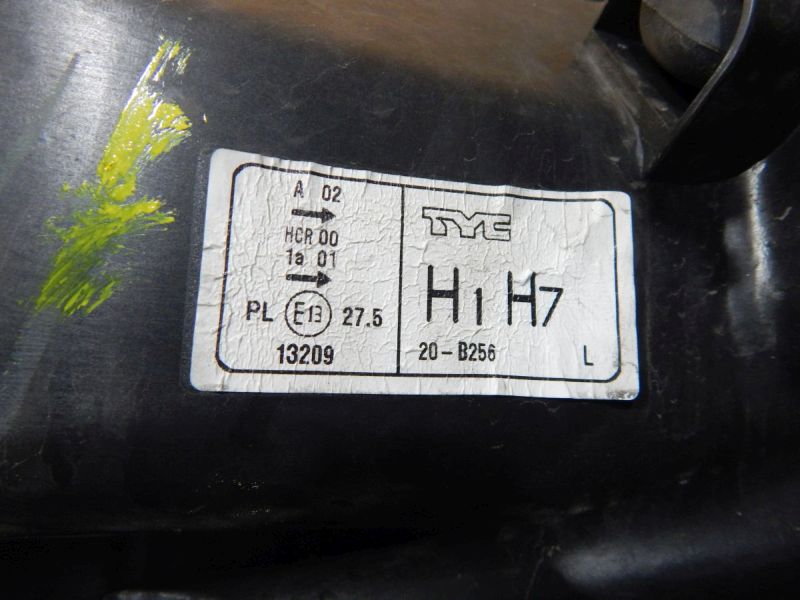 A 02
→
HCR 00
1a 01
→
PL E13 27.5
13209
TYC
H1 H7
20-B256 L